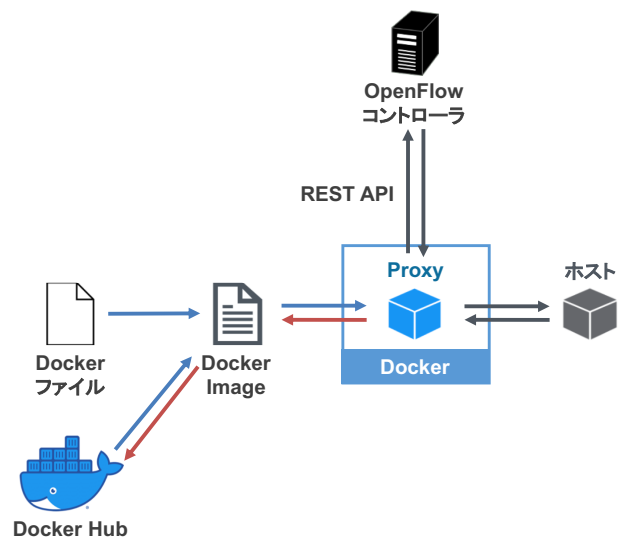 OpenFlow
コントローラ
REST API
Proxy
ホスト
Docker
ファイル
Docker
Image
Docker
Docker Hub